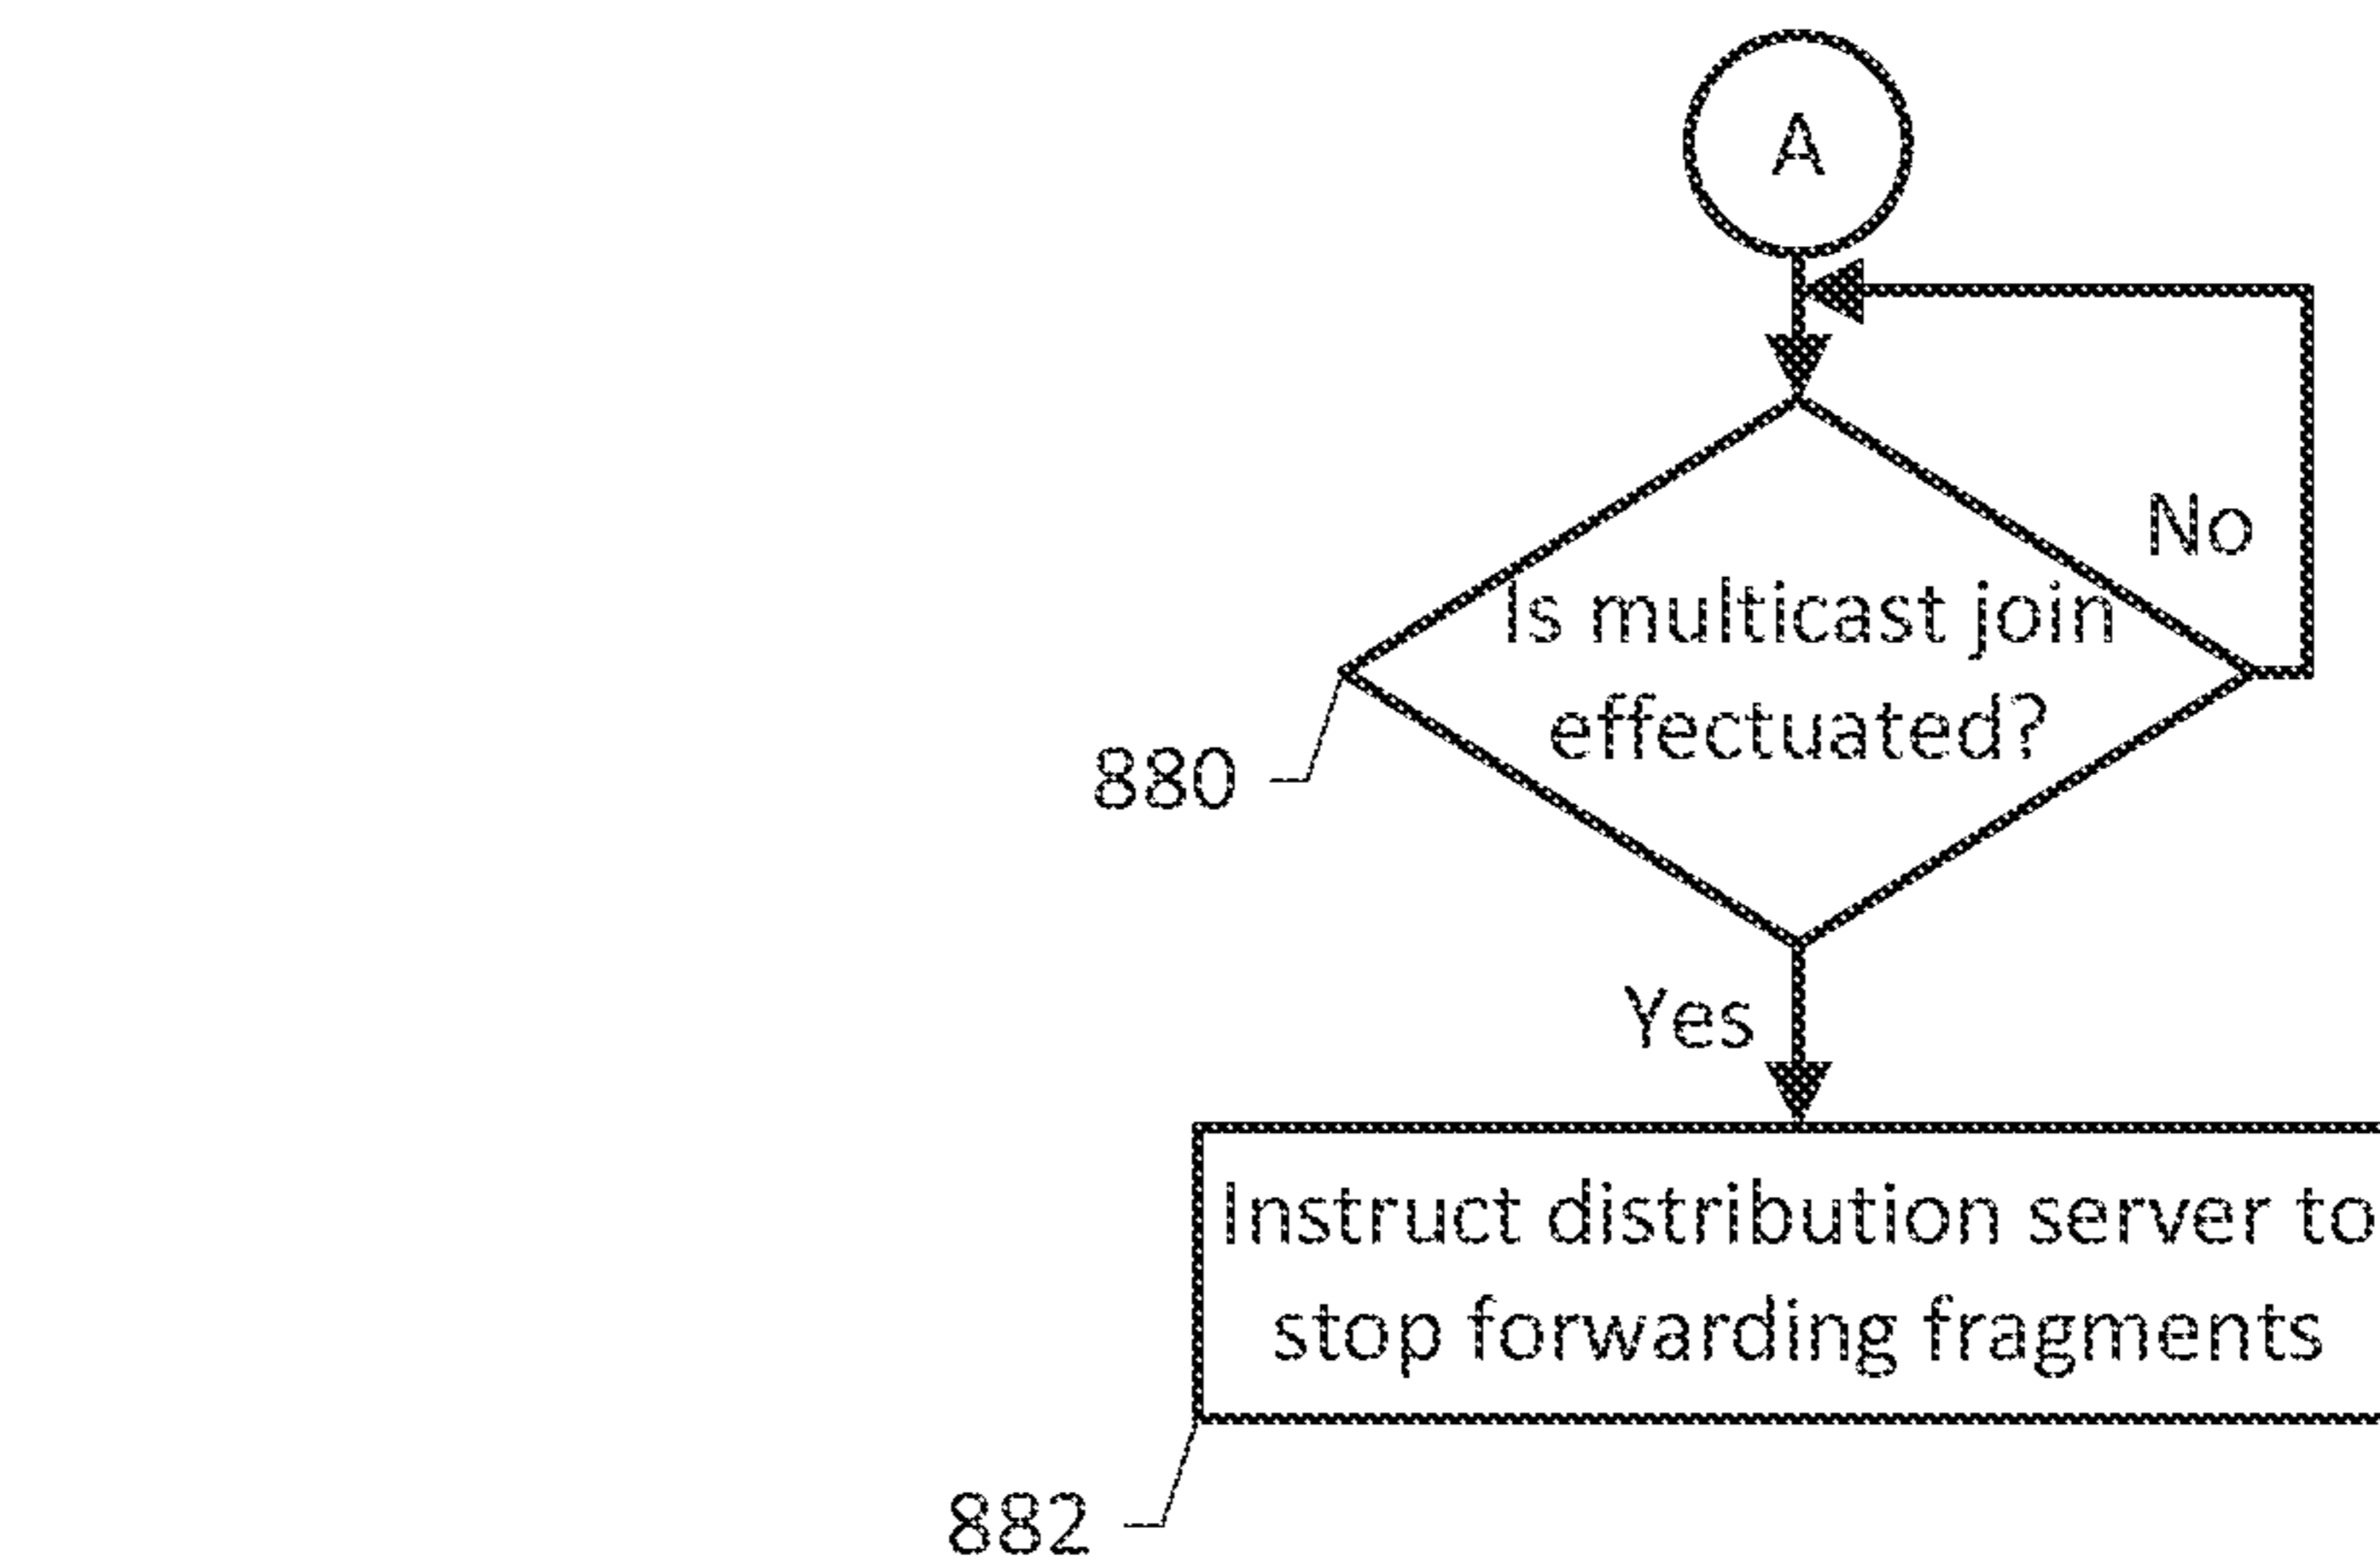 A
No
Is multicast join
effectuated?
880
Yes
Instruct distribution server to
stop forwarding fragments
882